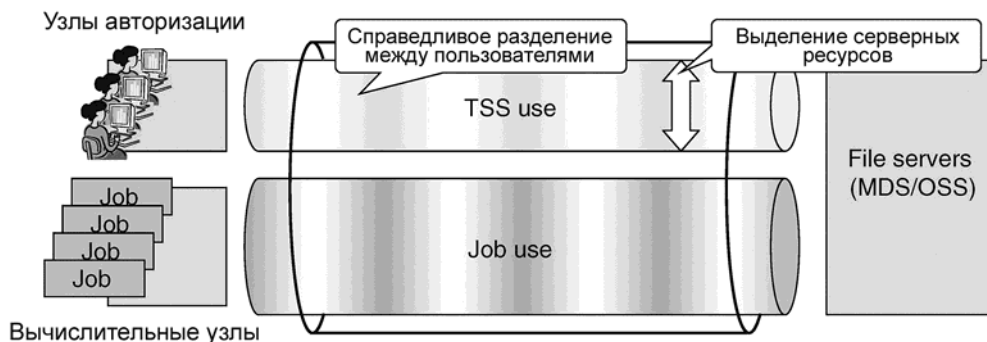 Узлы авторизации
Справедливое разделение
между пользователями
Выделение серверных
ресурсов
TSS use
File servers
(MDS/OSS)
Job
Job
Job
Job
Job use
Вычислительные узлы